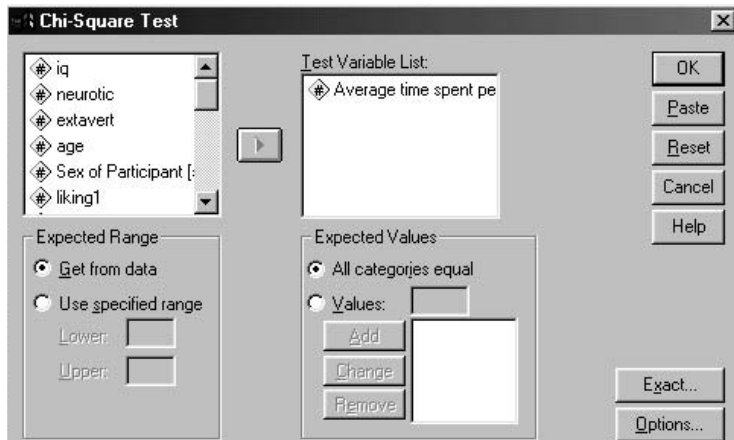 Chi-Square Test
iq
neurotic
extavert
age
Sex of Participant [
liking1
Test Variable List:
Average time spent pe
OK
Paste
Reset
Cancel
Help
Expected Range
Get from data
Use specified range
Lower:
Upper:
Expected Values
All categories equal
Values:
Add
Change
Remove
Exact...
Options...